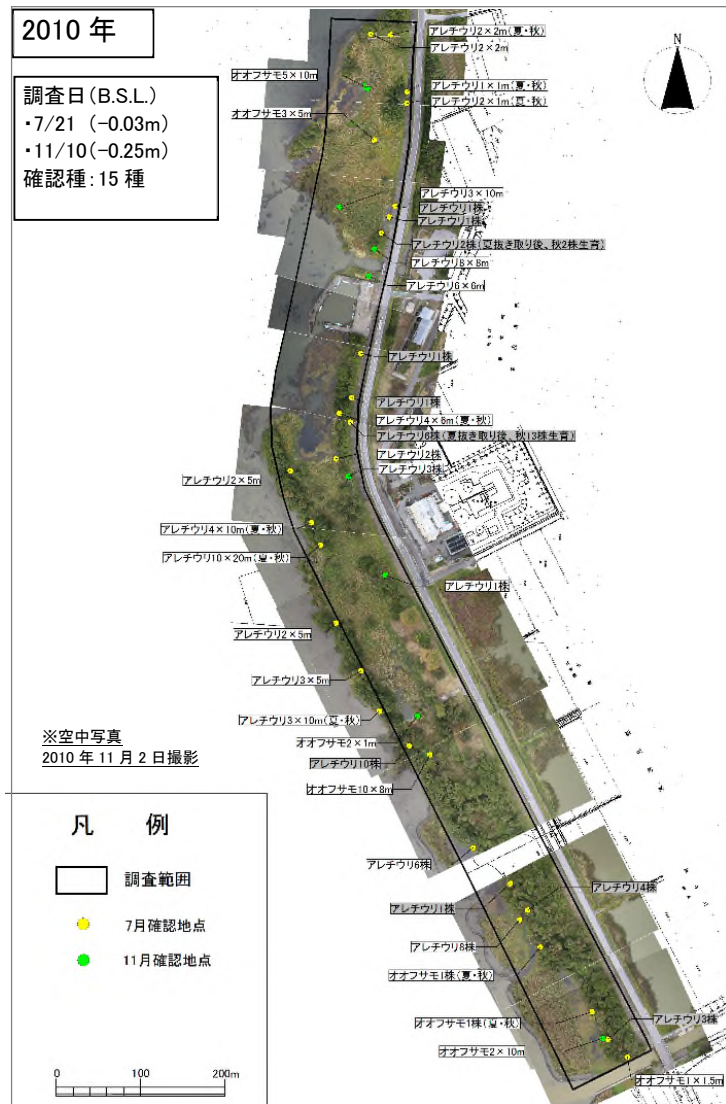 2010 年
調査日(B.S.L.)
・7/21 (-0.03m)
・11/10(-0.25m)
確認種:15 種
N
アレチウリ2×2m(夏・秋)
アレチウリ2×2m
オオフサモ5×10m
アレチウリ1×1m(夏・秋)
アレチウリ2×1m(夏・秋)
オオフサモ3×5m
アレチウリ3×10m
アレチウリ1株
アレチウリ1株
アレチウリ2株(夏抜き取り後、秋2株生育)
アレチウリ8×8m
アレチウリ6×6m
アレチウリ1株
アレチウリ1株
アレチウリ4×6m(夏・秋)
アレチウリ6株(夏抜き取り後、秋13株生育)
アレチウリ2株
アレチウリ3株
アレチウリ2×5m
アレチウリ4×10m(夏・秋)
アレチウリ10×20m(夏・秋)
アレチウリ1株
アレチウリ2×5m
アレチウリ3×5m
アレチウリ3×10m(夏・秋)
※空中写真
2010 年 11 月 2 日撮影
オオフサモ2×1m
アレチウリ10株
オオフサモ10×8m
アレチウリ6株
アレチウリ4株
アレチウリ1株
アレチウリ8株
オオフサモ1株(夏・秋)
オオフサモ1株(夏・秋)
アレチウリ3株
オオフサモ2×10m
オオフサモ1×1.5m
凡 例
調査範囲
7月確認地点
11月確認地点
0 100 200m